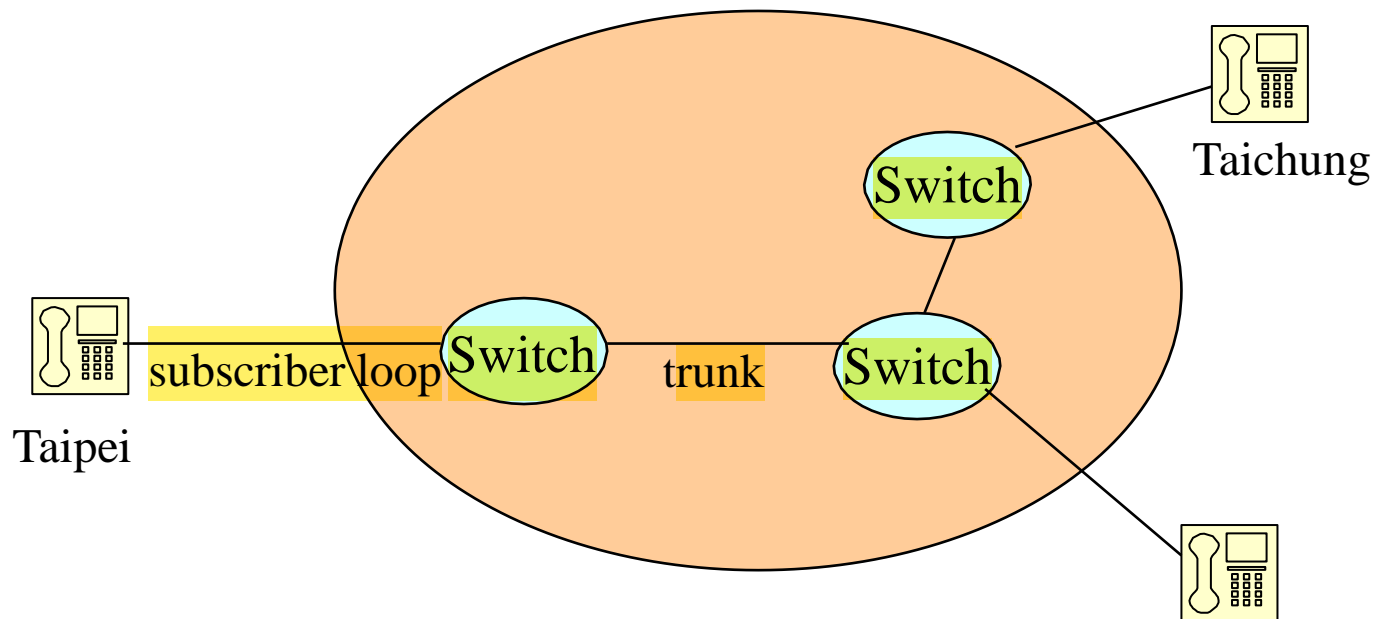 Taichung
Switch
subscriber loop
Switch
trunk
Switch
Taipei